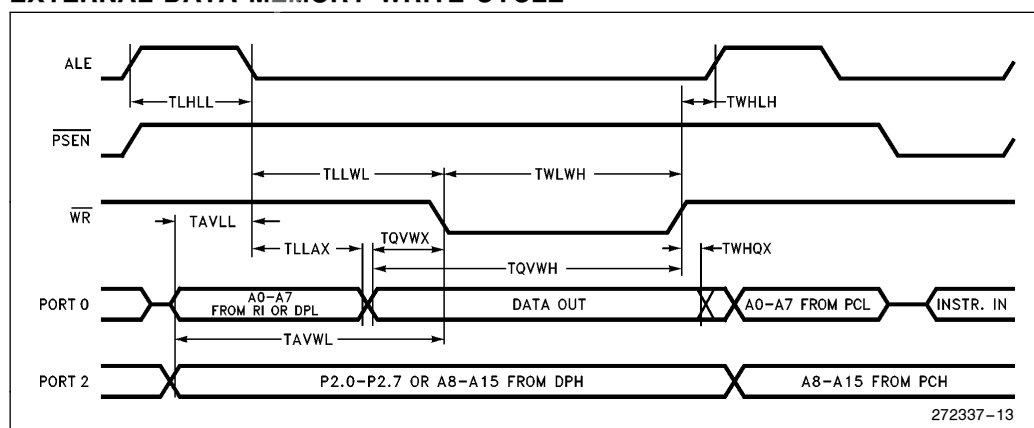 EXTERNAL DATA MEMORY WRITE CYCLE
ALE
TLHLL
TWHLH
PSEN
TLLWL
TWLWH
WR
TAVLL
TQVWX
TLLAX
TWHQX
TQVWH
PORT 0
A0–A7
FROM RI OR DPL
DATA OUT
A0–A7 FROM PCL
INSTR. IN
TAVWL
PORT 2
P2.0–P2.7 OR A8–A15 FROM DPH
A8–A15 FROM PCH
272337–13